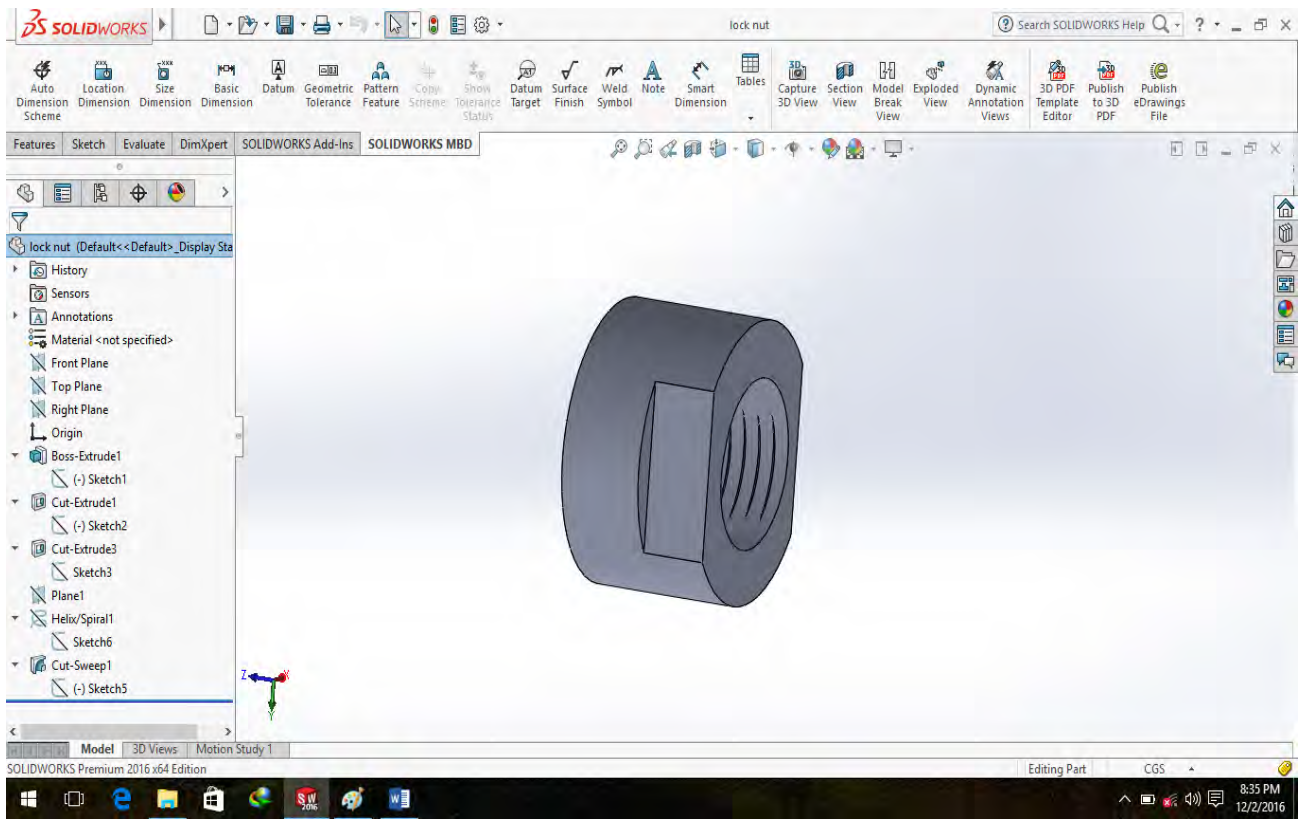 SOLIDWORKS
lock nut
Search SOLIDWORKS Help
Auto Dimension Scheme
Location Dimension
Size Dimension
Basic Dimension
Datum
Geometric Tolerance
Pattern Feature
Copy Scheme
Show Tolerance Status
Datum Target
Surface Finish
Weld Symbol
Note
Smart Dimension
Tables
Capture 3D View
Section View
Model Break View
Exploded View
Dynamic Annotation Views
3D PDF Template Editor
Publish to 3D PDF
Publish eDrawings File
Features Sketch Evaluate DimXpert SOLIDWORKS Add-Ins SOLIDWORKS MBD
lock nut (Default<<Default>_Display Sta
History
Sensors
Annotations
Material <not specified>
Front Plane
Top Plane
Right Plane
Origin
Boss-Extrude1
(-) Sketch1
Cut-Extrude1
(-) Sketch2
Cut-Extrude3
Sketch3
Plane1
Helix/Spiral1
Sketch6
Cut-Sweep1
(-) Sketch5
Z X
Y
Model 3D Views Motion Study 1
SOLIDWORKS Premium 2016 x64 Edition
Editing Part CGS
8:35 PM
12/2/2016